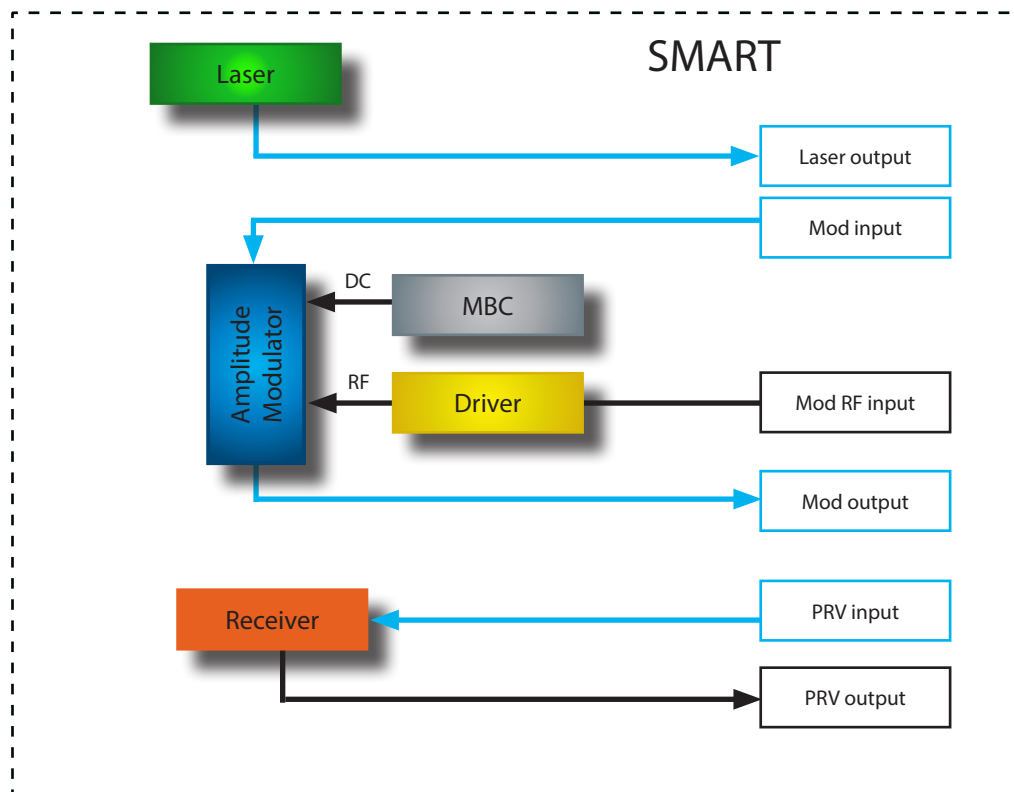 SMART
Laser
Laser output
Mod input
DC
MBC
Amplitude
Modulator
RF
Driver
Mod RF input
Mod output
PRV input
Receiver
PRV output